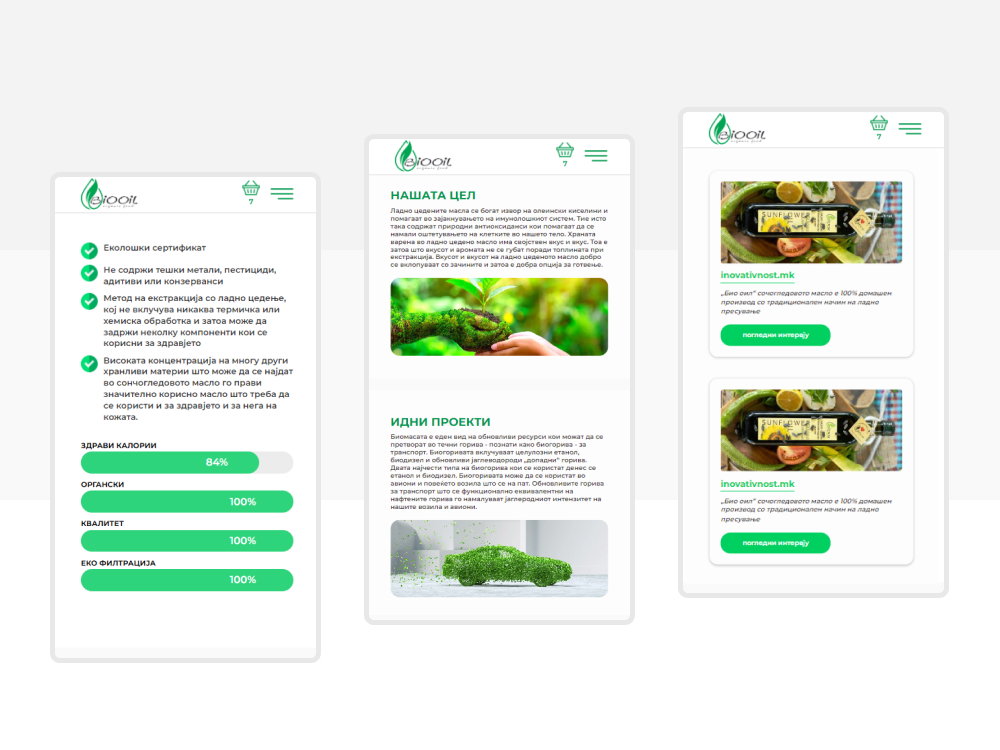 BiOOiL
organic food
7
Еколошки сертификат
Не содржи тешки метали, пестициди,
адитиви или конзерванси
Метод на екстракција со ладно цедење,
кој не вклучува никаква термичка или
хемиска обработка и затоа може да
задржи неколку компоненти кои се
корисни за здравјето
Високата концентрација на многу други
хранливи материи што може да се најдат
во сончогледовото масло го прави
значително корисно масло што треба да
се користи и за здравјето и за нега на
кожата.
ЗДРАВИ КАЛОРИИ
84%
ОРГАНСКИ
100%
КВАЛИТЕТ
100%
ЕКО ФИЛТРАЦИЈА
100%
BiOOiL
organic food
7
НАШАТА ЦЕЛ
Ладно цедените масла се богат извор на олеински киселини и
помагаат во зајакнувањето на имунолошкиот систем. Тие исто
така содржат природни антиоксиданси кои помагаат да се
намали оштетувањето на клетките во нашето тело. Храната
варена во ладно цедено масло има својствен вкус и вкус. Тоа е
затоа што вкусот и аромата не се губат поради топлината при
екстракција. Вкусот и вкусот на ладно цеденото масло добро
се вклопуваат со зачините и затоа е добра опција за готвење.
ИДНИ ПРОЕКТИ
Биомасата е еден вид на обновливи ресурси кои можат да се
претворат во течни горива - познати како биогорива - за
транспорт. Биогоривата вклучуваат целулозни етанол,
биодизел и обновливи јаглеводороди „допадни“ горива.
Двата најчести типа на биогорива кои се користат денес се
етанол и биодизел. Биогоривата може да се користат во
авиони и повеќето возила што се на пат. Обновливите горива
за транспорт што се функционално еквивалентни на
нафтените горива го намалуваат јаглеродниот интензитет на
нашите возила и авиони.
BiOOiL
organic food
7
SUNFLOWER
inovativnost.mk
„Био оил“ сочогледовото масло е 100% домашен
производ со традиционален начин на ладно
пресување
погледни интервју
SUNFLOWER
inovativnost.mk
„Био оил“ сочогледовото масло е 100% домашен
производ со традиционален начин на ладно
пресување
погледни интервју